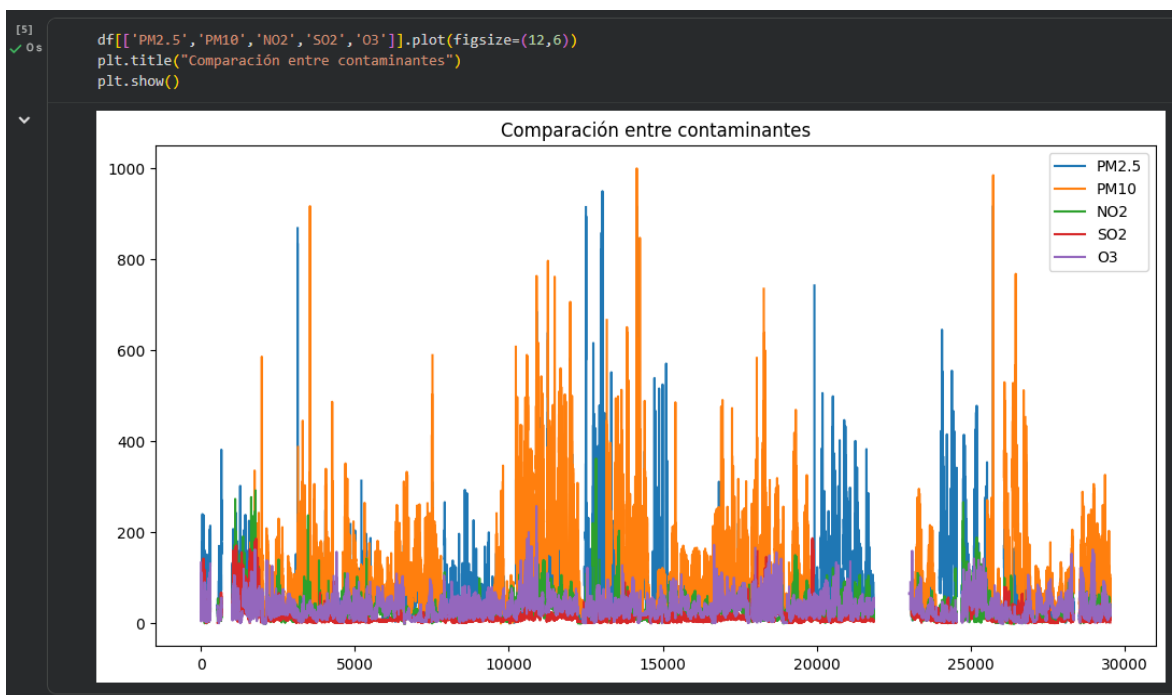 [5]
✓ 0 s
df[['PM2.5','PM10','NO2','SO2','O3']].plot(figsize=(12,6))
plt.title("Comparación entre contaminantes")
plt.show()
Comparación entre contaminantes
1000
800
600
400
200
0
PM2.5
PM10
NO2
SO2
O3
0 5000 10000 15000 20000 25000 30000